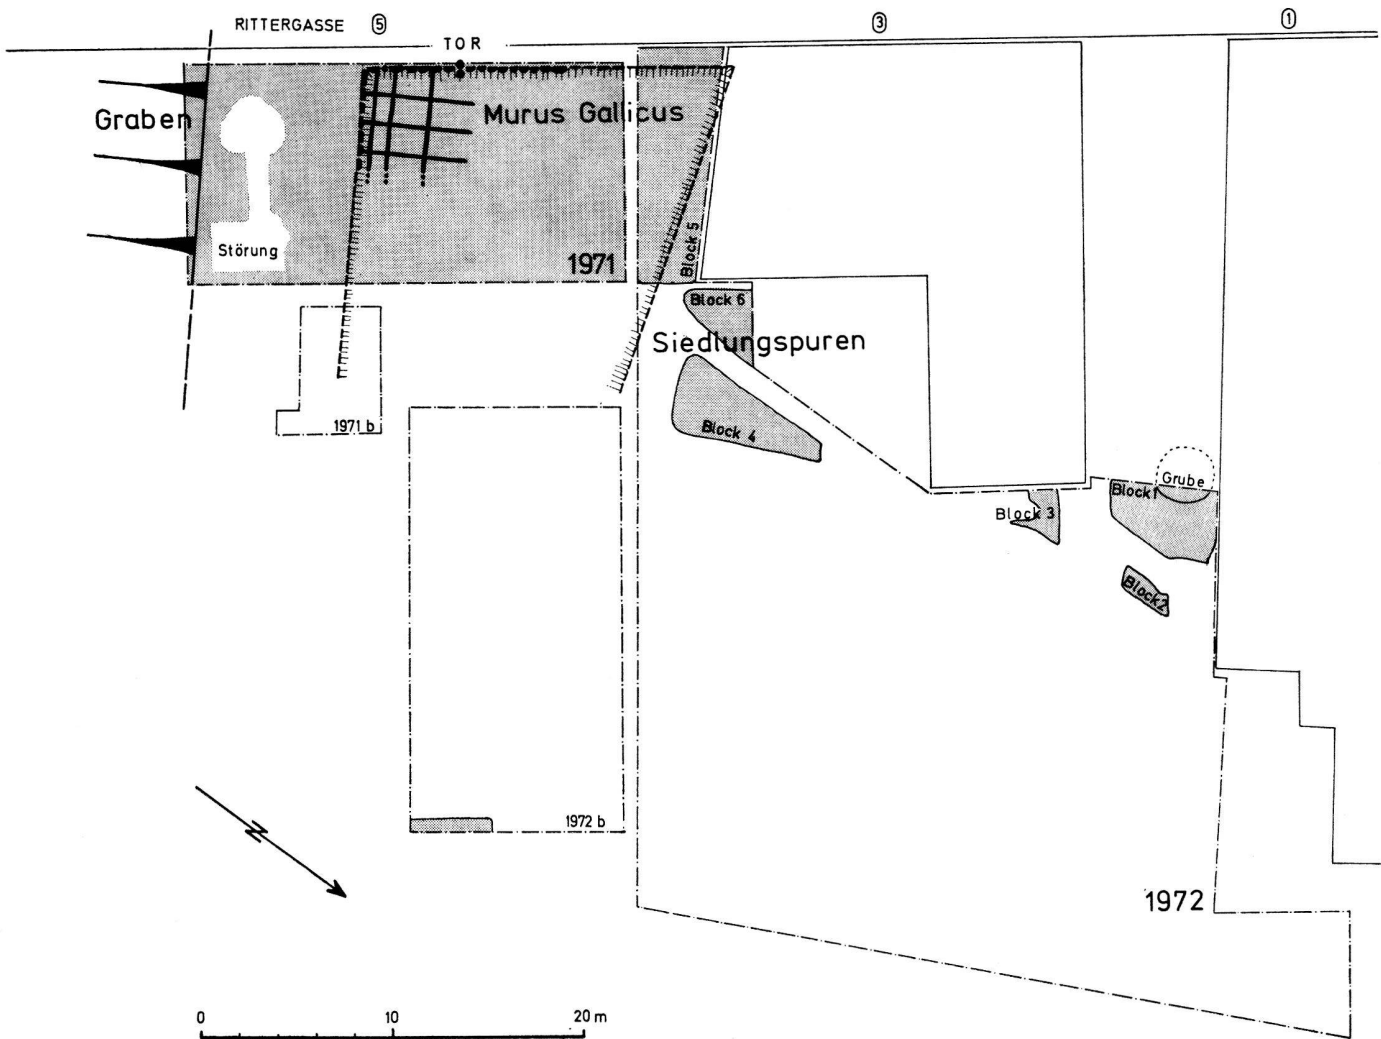 RITTERGASSE 5 3 1
TOR
Graben
Murus Gallicus
Störung
1971
Block 5
Block 6
Siedlungspuren
1971 b
Block 4
Grube
Block 1
Block 3
Block 2
1972 b
N
1972
0 10 20 m